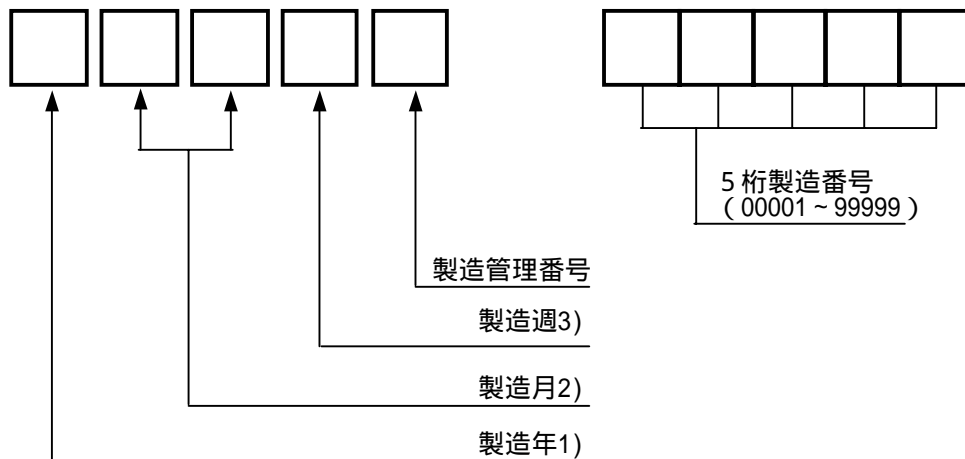 5 桁製造番号
（00001 ~ 99999）
製造管理番号
製造週3)
製造月2)
製造年1)